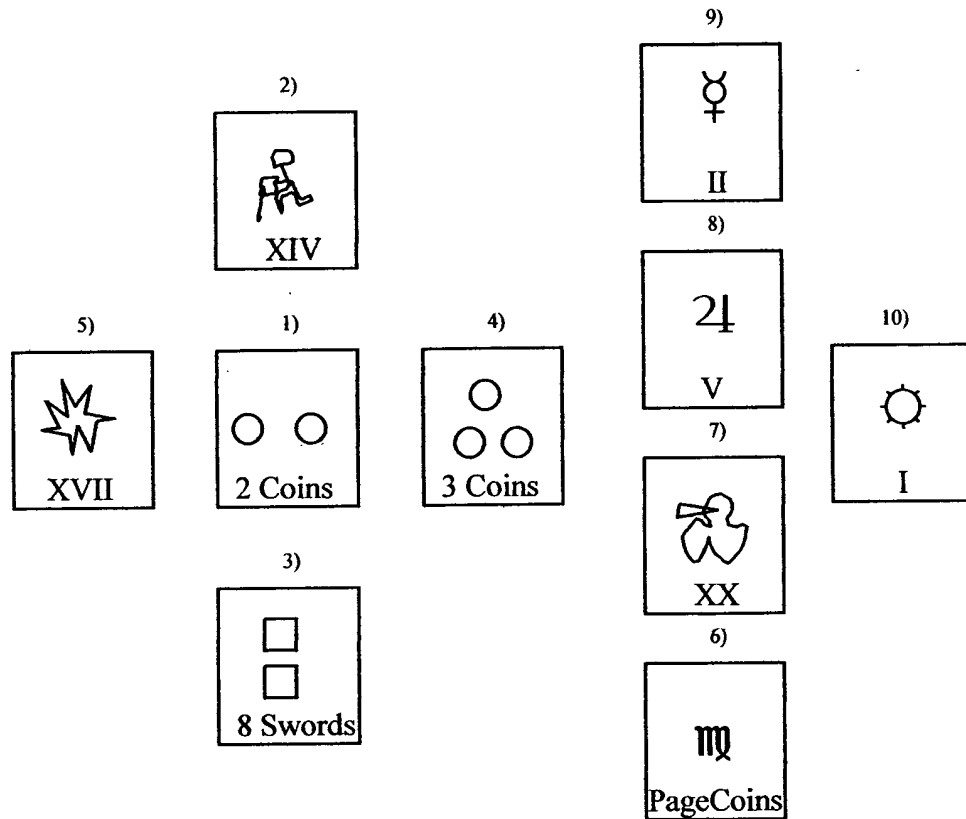 9)
II
2)
XIV
8)
V
5)
XVII
1)
2 Coins
4)
3 Coins
10)
I
7)
XX
3)
8 Swords
6)
PageCoins